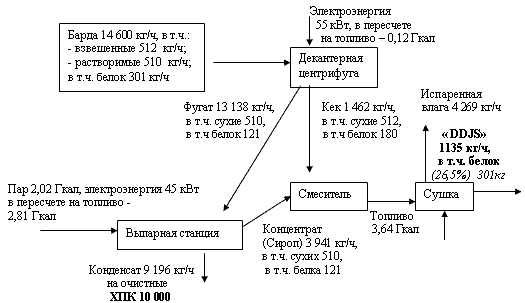 Электроэнергия
55 кВт, в пересчете
на топливо – 0,12 Гкал
Барда 14 600 кг/ч, в т.ч.:
- взвешенные 512 кг/ч;
- растворимые 510 кг/ч;
в т.ч. белок 301 кг/ч
Декантерная
центрифуга
Фугат 13 138 кг/ч,
в т.ч. сухие 510,
в т.ч белок 121
Кек 1 462 кг/ч,
в т.ч. сухие 512,
в т.ч белок 180
Испаренная
влага 4 269 кг/ч
«DDJS»
1135 кг/ч,
в т.ч. белок
(26,5%) 301кг
Пар 2,02 Гкал, электроэнергия 45 кВт
в пересчете на топливо -
2,81 Гкал
Смеситель
Сушка
Выпарная станция
Концентрат
(Сироп) 3 941 кг/ч,
в т.ч. сухих 510,
в т.ч. белка 121
Топливо
3,64 Гкал
Конденсат 9 196 кг/ч
на очистные
ХПК 10 000